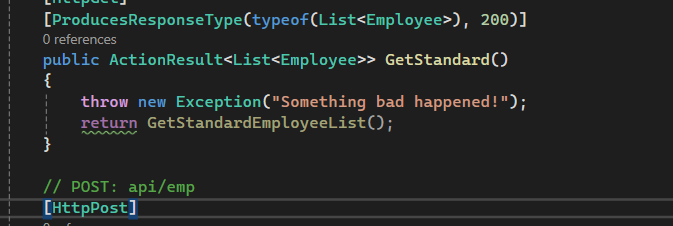 [HttpGet]
[ProducesResponseType(typeof(List<Employee>), 200)]
0 references
public ActionResult<List<Employee>> GetStandard()
{
throw new Exception("Something bad happened!");
return GetStandardEmployeeList();
}
// POST: api/emp
[HttpPost]